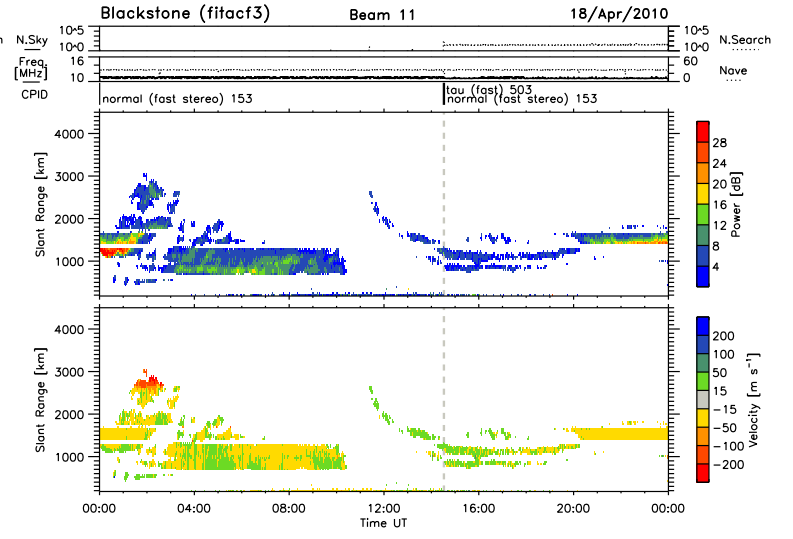 Blackstone (fitacf3) Beam 11 18/Apr/2010
N.Sky 10^5 10^5 N.Search
10^0 10^0
Freq. 16 60 Nave
[MHz] 10 0
CPID normal (fast stereo) 153 tau (fast) 503
normal (fast stereo) 153
Slant Range [km]
4000
3000
2000
1000
28
24
20
16
12
8
4
Power [dB]
Slant Range [km]
4000
3000
2000
1000
200
100
50
15
-15
-50
-100
-200
Velocity [m s⁻¹]
00:00 04:00 08:00 12:00 16:00 20:00 00:00
Time UT